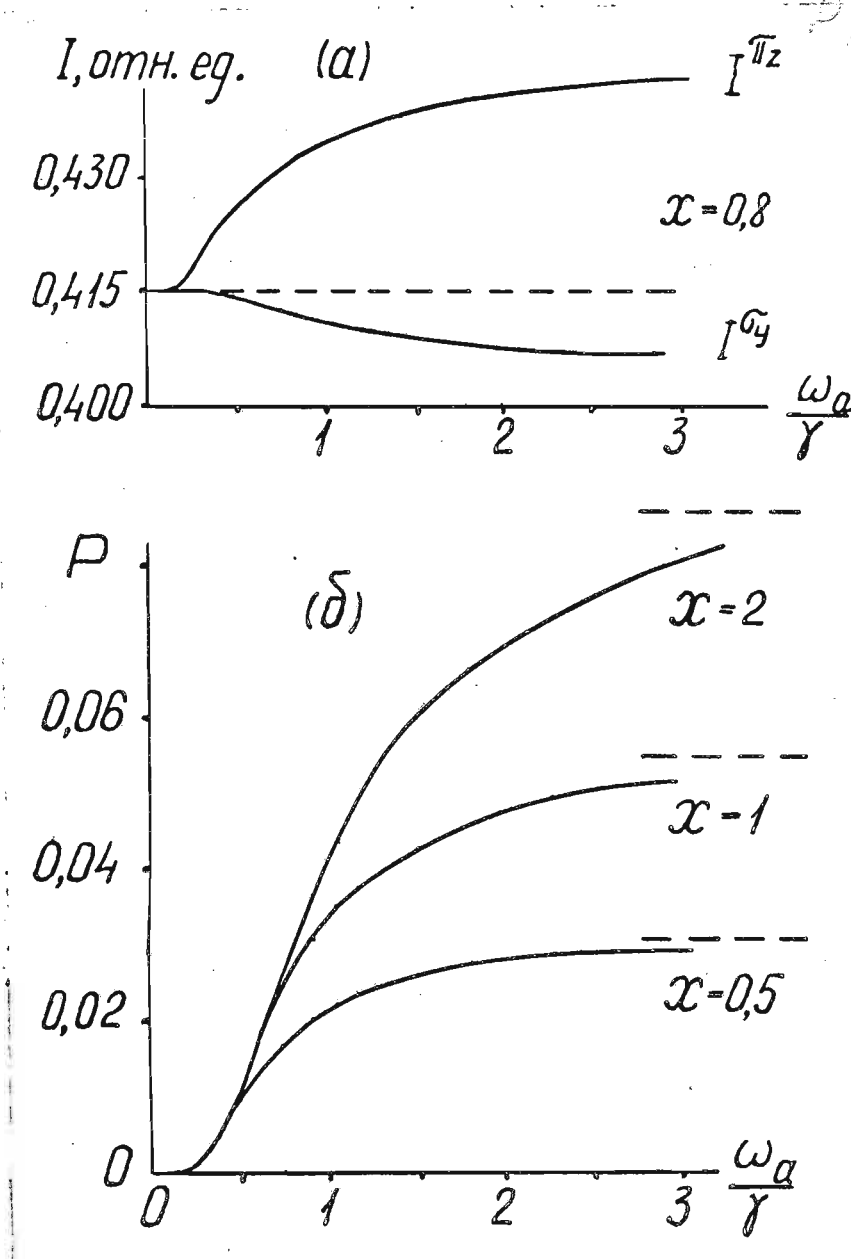 I, отн. ед. (а)
I^πz
0,430
x = 0,8
0,415
I^σy
0,400
1 2 3
ω_a/γ
P
(б)
x = 2
0,06
x = 1
0,04
x = 0,5
0,02
0
0 1 2 3
ω_a/γ